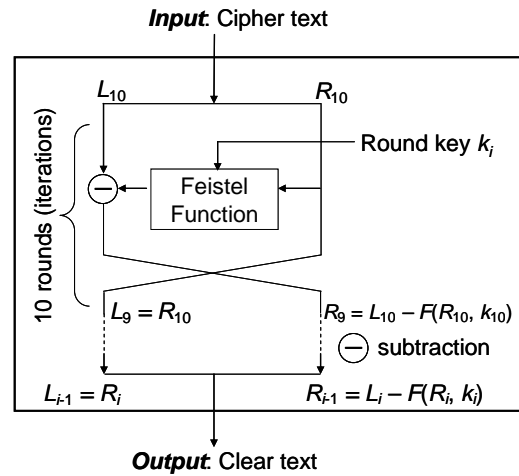 Input: Cipher text
L10
R10
Round key ki
Feistel
Function
10 rounds (iterations)
L9 = R10
R9 = L10 – F(R10, k10)
subtraction
Li-1 = Ri
Ri-1 = Li – F(Ri, ki)
Output: Clear text